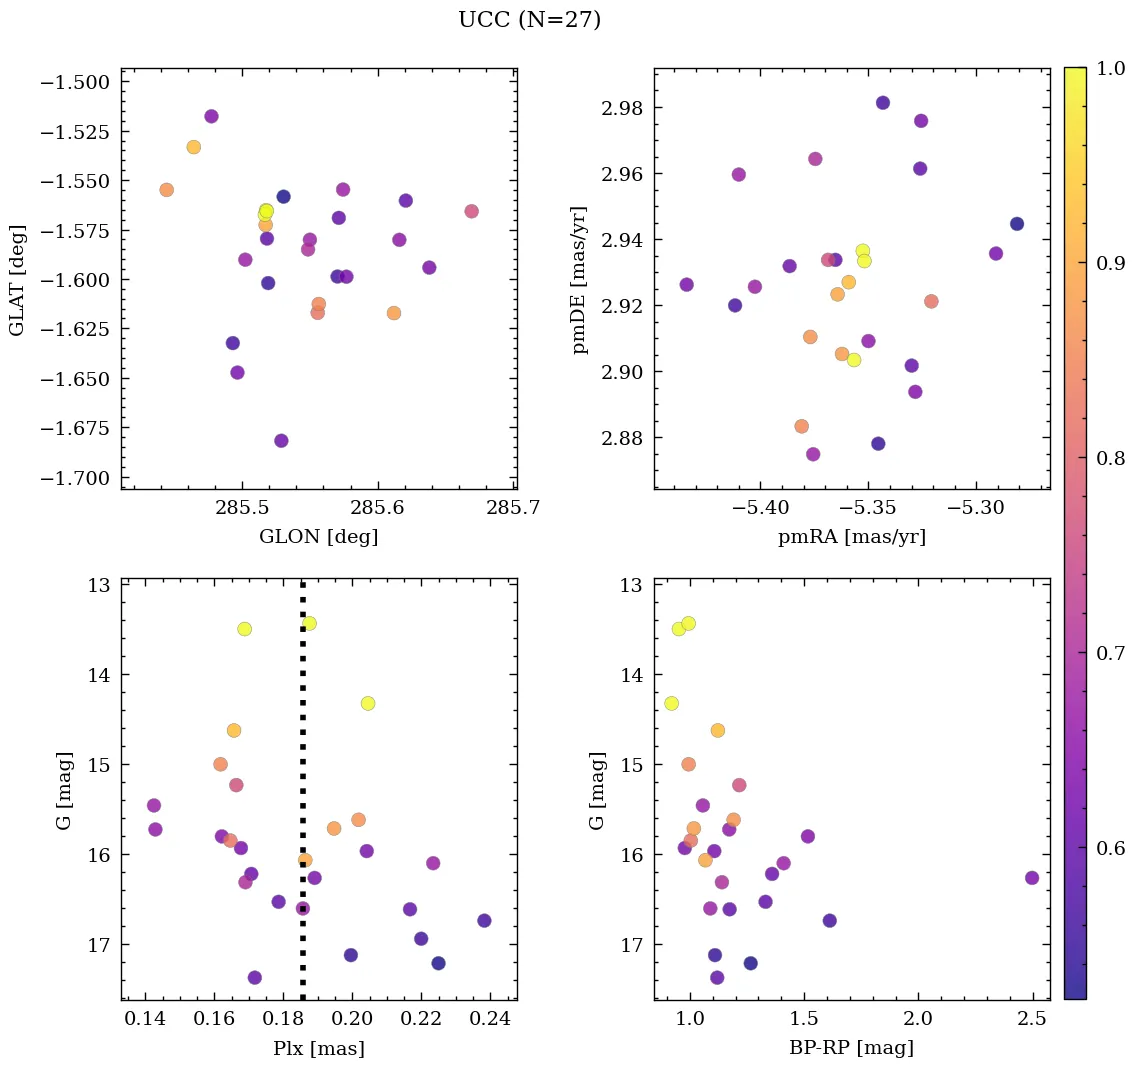 UCC (N=27)
−1.500
−1.525
−1.550
−1.575
−1.600
−1.625
−1.650
−1.675
−1.700
GLAT [deg]
285.5 285.6 285.7
GLON [deg]
2.98
2.96
2.94
2.92
2.90
2.88
pmDE [mas/yr]
−5.40 −5.35 −5.30
pmRA [mas/yr]
1.0
0.9
0.8
0.7
0.6
13
14
15
16
17
G [mag]
0.14 0.16 0.18 0.20 0.22 0.24
Plx [mas]
13
14
15
16
17
G [mag]
1.0 1.5 2.0 2.5
BP-RP [mag]